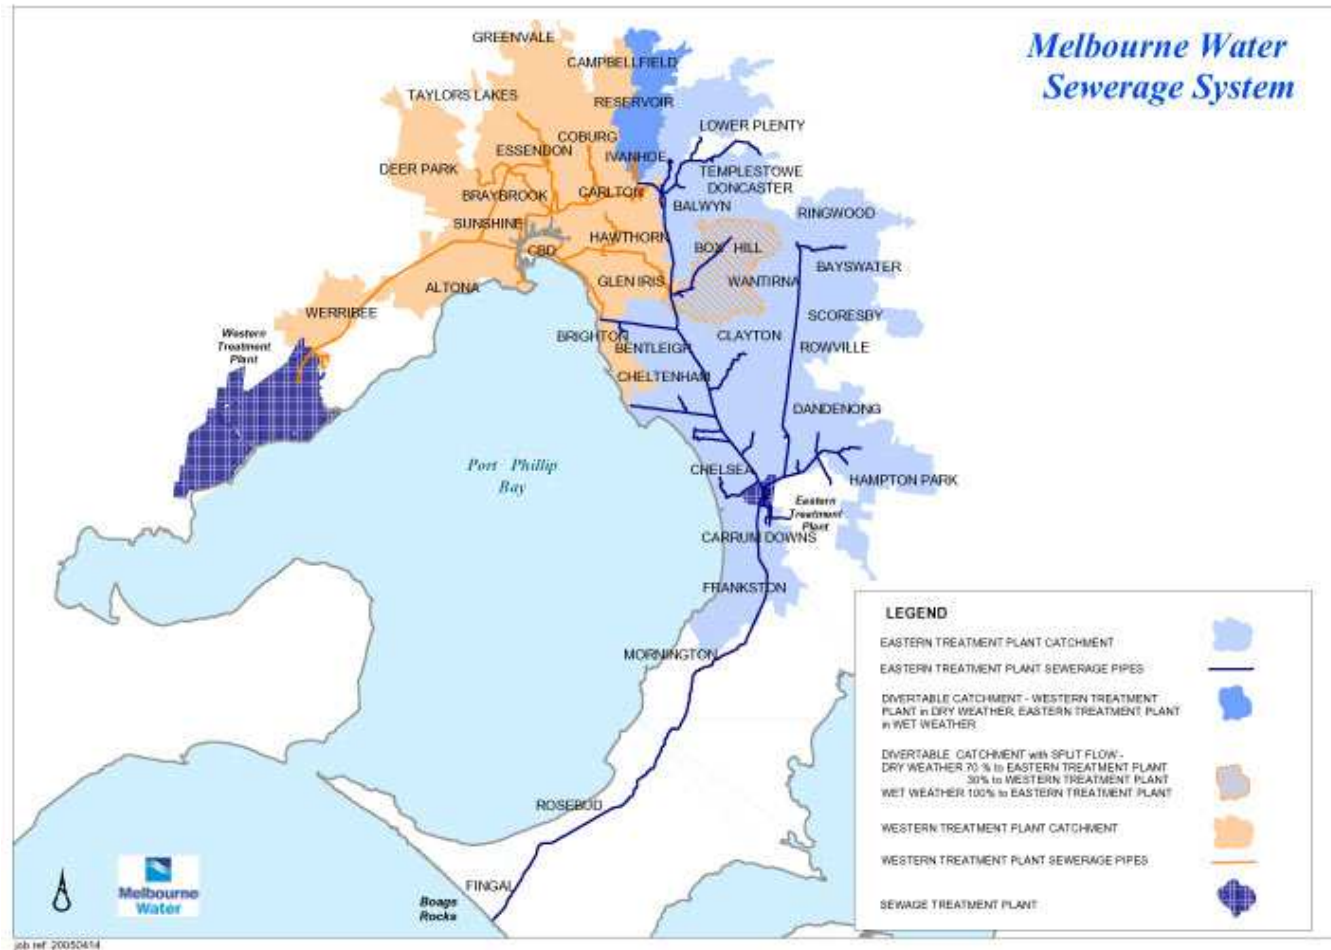 Melbourne Water
Sewerage System
GREENVALE
CAMPBELLFIELD
TAYLORS LAKES
RESERVOIR
LOWER PLENTY
COBURG
ESSENDON
IVANHOE
DEER PARK
TEMPLESTOWE
DONCASTER
BRAYBROOK
CARLTON
BALWYN
RINGWOOD
SUNSHINE
HAWTHORN
CBD
BOX HILL
BAYSWATER
GLEN IRIS
WANTIRNA
ALTONA
WERRIBEE
SCORESBY
Western
Treatment
Plant
BRIGHTON
CLAYTON
BENTLEIGH
ROWVILLE
CHELTENHAM
DANDENONG
Port Phillip
Bay
CHELSEA
HAMPTON PARK
Eastern
Treatment
Plant
CARRUM DOWNS
FRANKSTON
MORNINGTON
ROSEBUD
FINGAL
Boags
Rocks
LEGEND
EASTERN TREATMENT PLANT CATCHMENT
EASTERN TREATMENT PLANT SEWERAGE PIPES
DIVERTABLE CATCHMENT - WESTERN TREATMENT
PLANT in DRY WEATHER, EASTERN TREATMENT PLANT
in WET WEATHER
DIVERTABLE CATCHMENT with SPLIT FLOW -
DRY WEATHER 70 % to EASTERN TREATMENT PLANT
30% to WESTERN TREATMENT PLANT
WET WEATHER 100% to EASTERN TREATMENT PLANT
WESTERN TREATMENT PLANT CATCHMENT
WESTERN TREATMENT PLANT SEWERAGE PIPES
SEWAGE TREATMENT PLANT
Melbourne
Water
job ref: 20050414